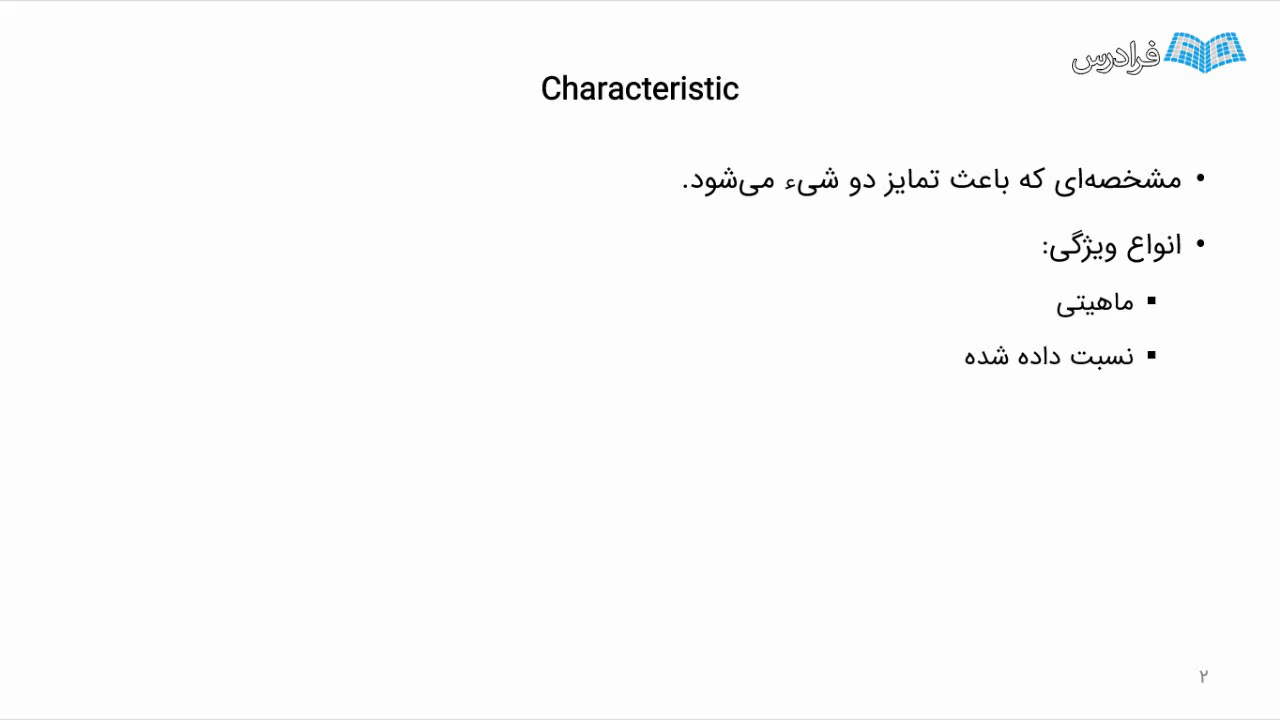 فرادرس
Characteristic
• مشخصه‌ای که باعث تمایز دو شیء می‌شود.
• انواع ویژگی:
▪ ماهیتی
▪ نسبت داده شده
۲